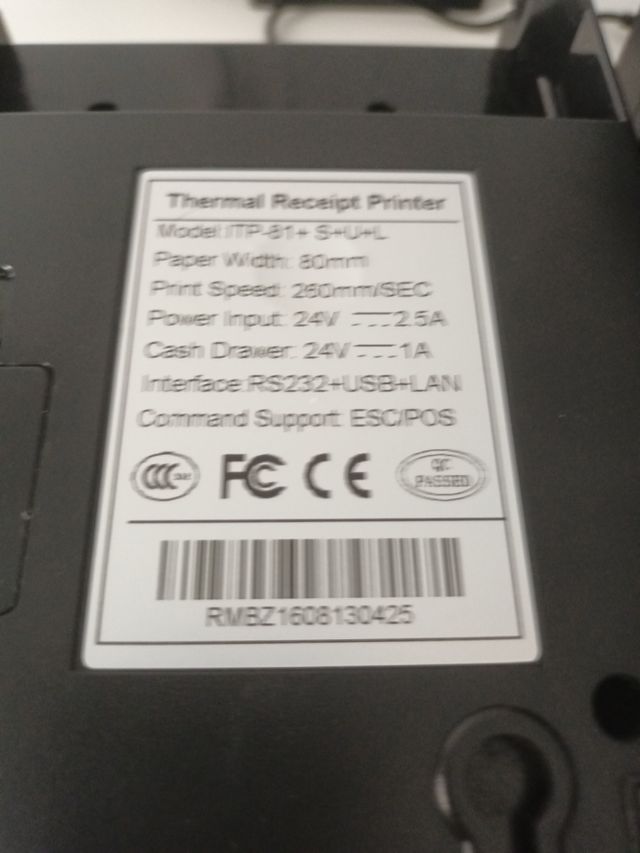 Thermal Receipt Printer
Model: ITP-81+ S+U+L
Paper Width: 80mm
Print Speed: 260mm/SEC
Power Input: 24V 2.5A
Cash Drawer: 24V 1A
Interface:RS232+USB+LAN
Command Support: ESC/POS
CCC FC CE QC
PASSED
RMBZ1608130425